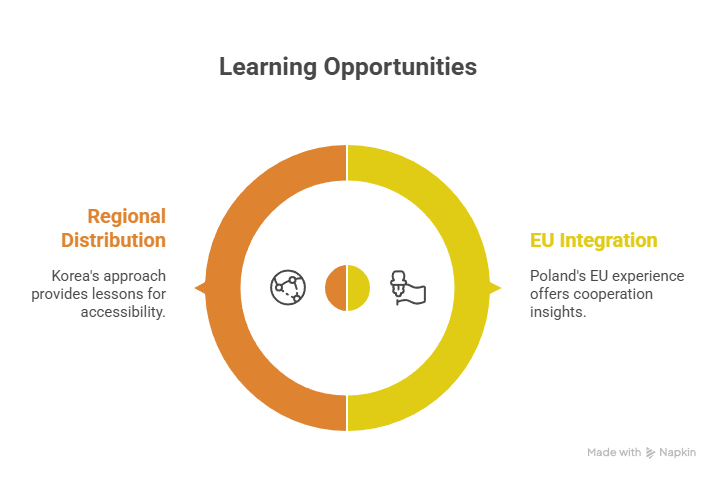 Learning Opportunities
Regional
Distribution
Korea's approach
provides lessons for
accessibility.
EU Integration
Poland's EU experience
offers cooperation
insights.
Made with Napkin